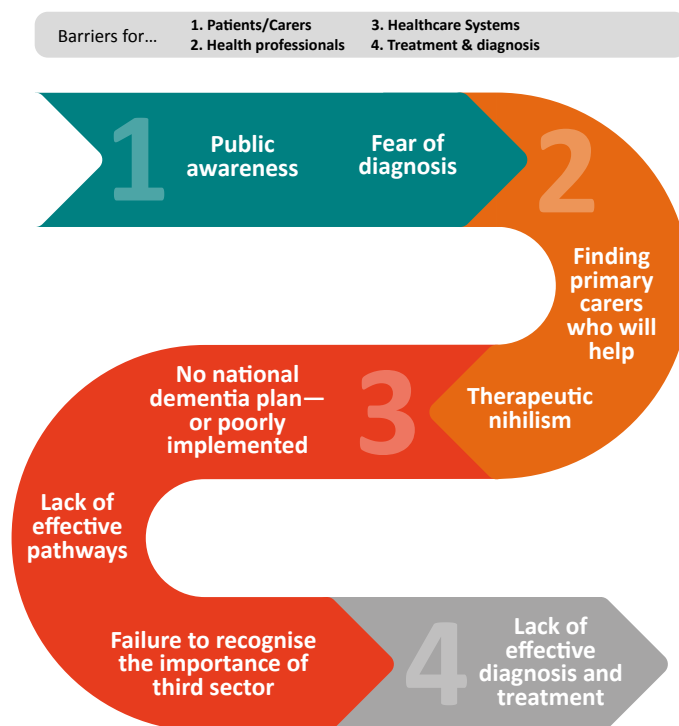 Barriers for...
1. Patients/Carers
2. Health professionals
3. Healthcare Systems
4. Treatment & diagnosis
1
Public
awareness
Fear of
diagnosis
2
Finding
primary
carers
who will
help
Therapeutic
nihilism
3
No national
dementia plan—
or poorly
implemented
Lack of
effective
pathways
Failure to recognise
the importance of
third sector
4
Lack of
effective
diagnosis and
treatment